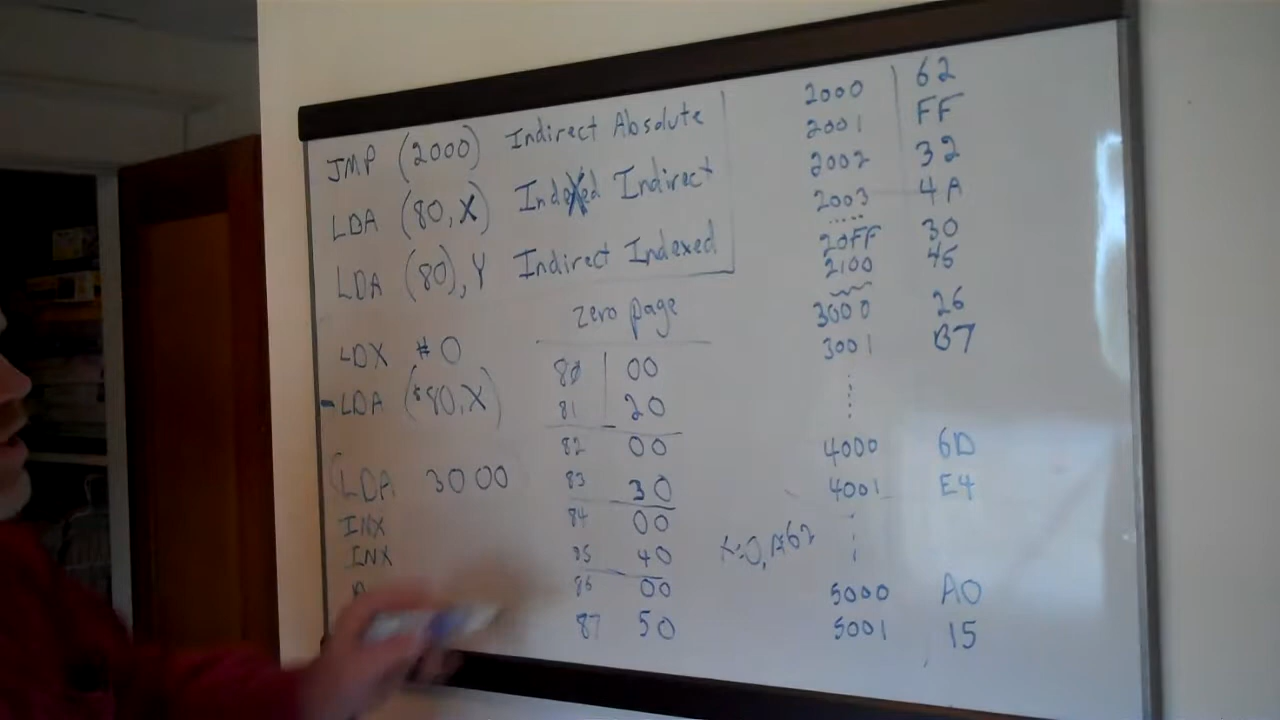 JMP (2000) Indirect Absolute
LDA (80,X) Indexed Indirect
LDA (80),Y Indirect Indexed
LDX #0
LDA ($80,X)
LDA 3000
INX
INX
zero page
80 00
81 20
82 00
83 30
84 00
85 40
86 00
87 50
2000 62
2001 FF
2002 32
2003 4A
.....
20FF 30
2100 45
3000 26
3001 B7
4000 6D
4001 E4
5000 A0
5001 15